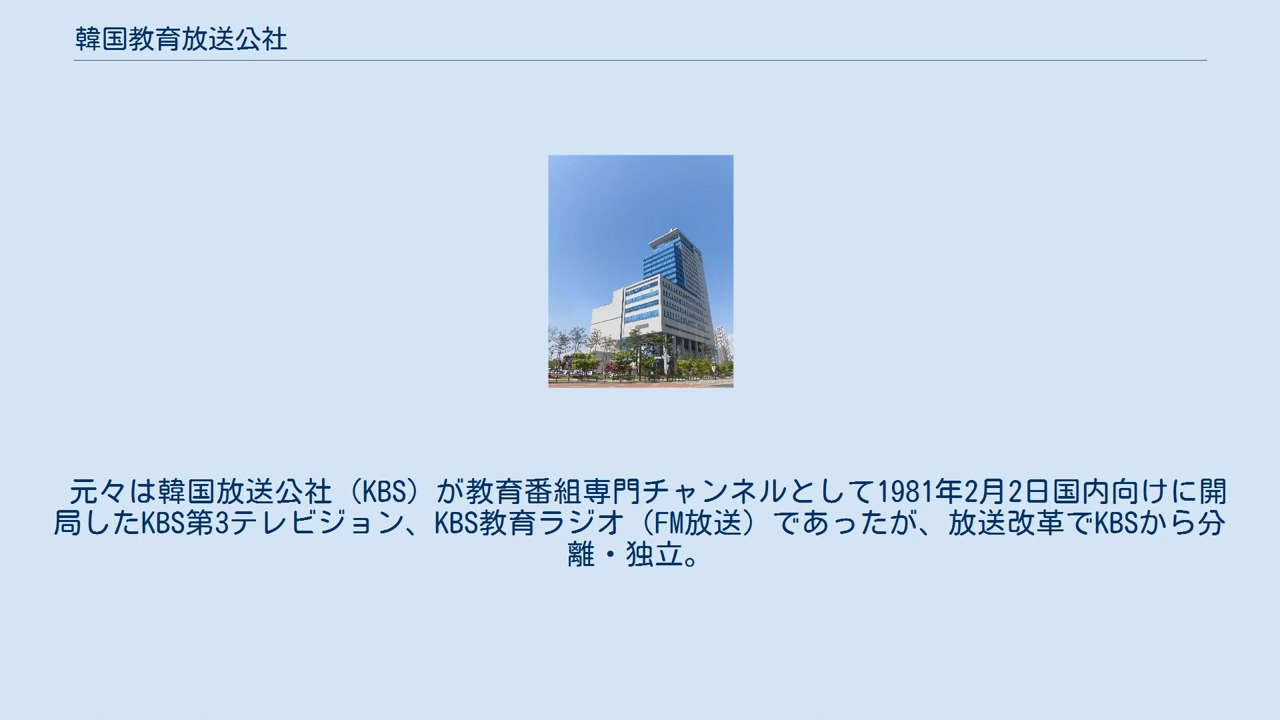 韓国教育放送公社
元々は韓国放送公社（KBS）が教育番組専門チャンネルとして1981年2月2日国内向けに開
局したKBS第3テレビジョン、KBS教育ラジオ（FM放送）であったが、放送改革でKBSから分
離・独立。